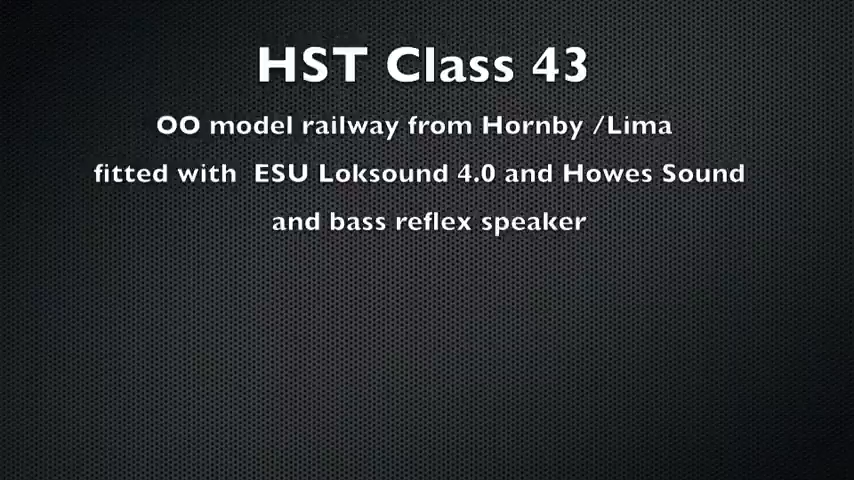 HST Class 43
OO model railway from Hornby /Lima
fitted with  ESU Loksound 4.0 and Howes Sound
and bass reflex speaker